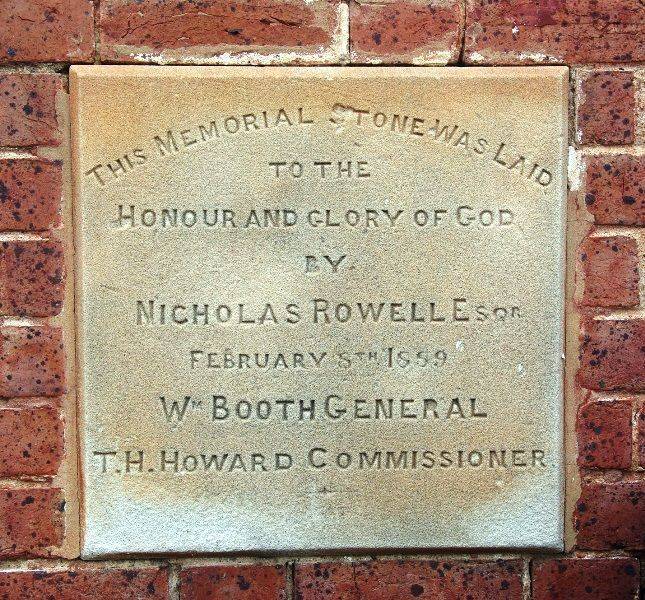 THIS MEMORIAL STONE WAS LAID
TO THE
HONOUR AND GLORY OF GOD
BY
NICHOLAS ROWELL ESQR
FEBRUARY 8TH 1889
WM BOOTH GENERAL
T.H. HOWARD COMMISSIONER.